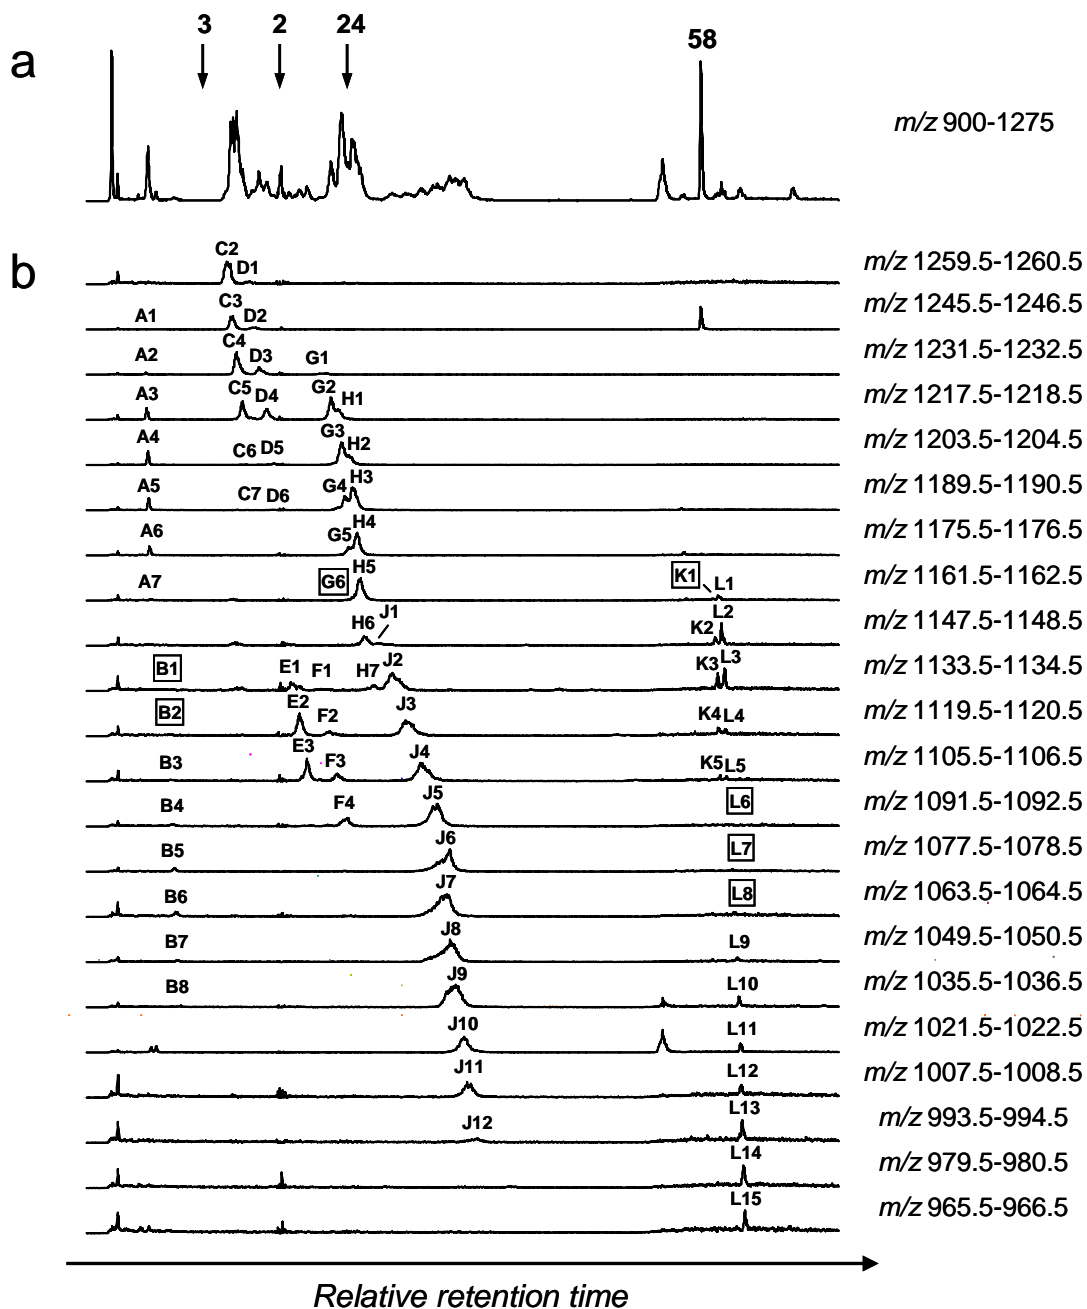 3 2 24 58
a
m/z 900-1275
b
C2 D1 m/z 1259.5-1260.5
A1 C3 D2 m/z 1245.5-1246.5
A2 C4 D3 G1 m/z 1231.5-1232.5
A3 C5 D4 G2 H1 m/z 1217.5-1218.5
A4 C6 D5 G3 H2 m/z 1203.5-1204.5
A5 C7 D6 G4 H3 m/z 1189.5-1190.5
A6 G5 H4 m/z 1175.5-1176.5
A7 G6 H5 K1 L1 m/z 1161.5-1162.5
H6 J1 K2 L2 m/z 1147.5-1148.5
B1 E1 F1 H7 J2 K3 L3 m/z 1133.5-1134.5
B2 E2 F2 J3 K4 L4 m/z 1119.5-1120.5
B3 E3 F3 J4 K5 L5 m/z 1105.5-1106.5
B4 F4 J5 L6 m/z 1091.5-1092.5
B5 J6 L7 m/z 1077.5-1078.5
B6 J7 L8 m/z 1063.5-1064.5
B7 J8 L9 m/z 1049.5-1050.5
B8 J9 L10 m/z 1035.5-1036.5
J10 L11 m/z 1021.5-1022.5
J11 L12 m/z 1007.5-1008.5
J12 L13 m/z 993.5-994.5
L14 m/z 979.5-980.5
L15 m/z 965.5-966.5
Relative retention time